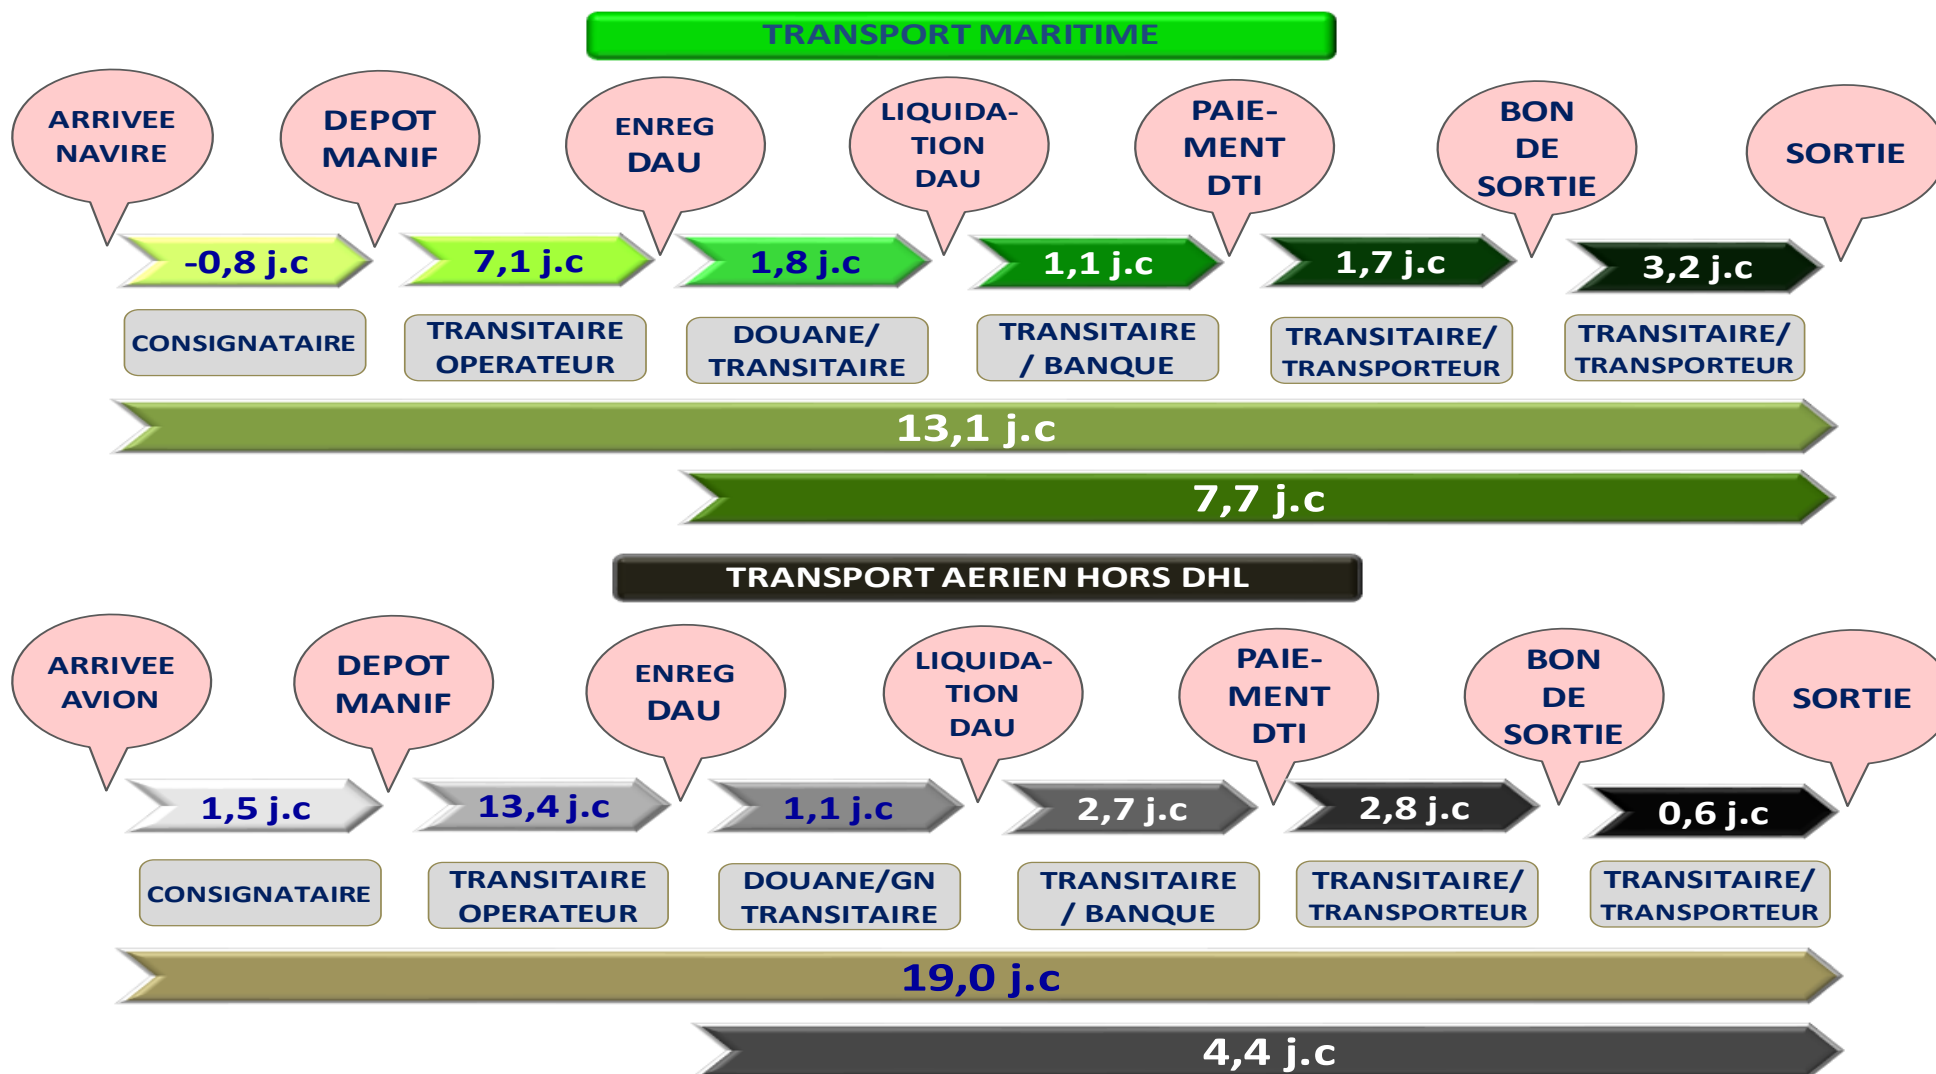 TRANSPORT MARITIME
ARRIVEE
NAVIRE
DEPOT
MANIF
ENREG
DAU
LIQUIDA-
TION
DAU
PAIE-
MENT
DTI
BON
DE
SORTIE
SORTIE
-0,8 j.c
7,1 j.c
1,8 j.c
1,1 j.c
1,7 j.c
3,2 j.c
CONSIGNATAIRE
TRANSITAIRE
OPERATEUR
DOUANE/
TRANSITAIRE
TRANSITAIRE
/ BANQUE
TRANSITAIRE/
TRANSPORTEUR
TRANSITAIRE/
TRANSPORTEUR
13,1 j.c
7,7 j.c
TRANSPORT AERIEN HORS DHL
ARRIVEE
AVION
DEPOT
MANIF
ENREG
DAU
LIQUIDA-
TION
DAU
PAIE-
MENT
DTI
BON
DE
SORTIE
SORTIE
1,5 j.c
13,4 j.c
1,1 j.c
2,7 j.c
2,8 j.c
0,6 j.c
CONSIGNATAIRE
TRANSITAIRE
OPERATEUR
DOUANE/GN
TRANSITAIRE
TRANSITAIRE
/ BANQUE
TRANSITAIRE/
TRANSPORTEUR
TRANSITAIRE/
TRANSPORTEUR
19,0 j.c
4,4 j.c